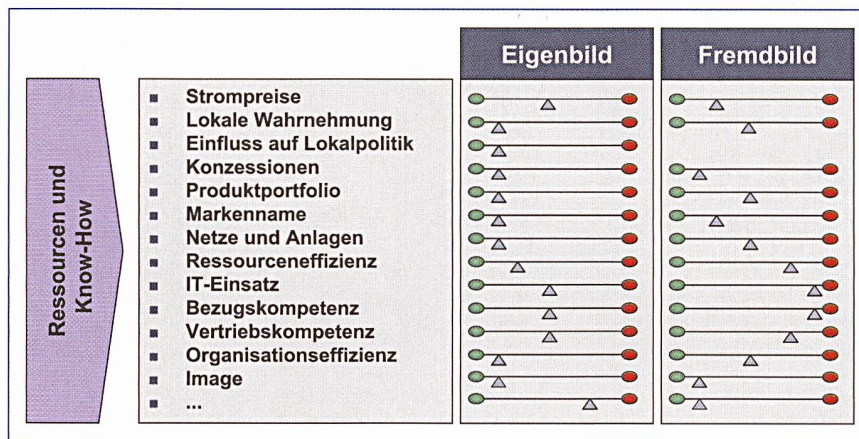 Eigenbild
Fremdbild
Ressourcen und
Know-How
Strompreise
Lokale Wahrnehmung
Einfluss auf Lokalpolitik
Konzessionen
Produktportfolio
Markenname
Netze und Anlagen
Ressourceneffizienz
IT-Einsatz
Bezugskompetenz
Vertriebskompetenz
Organisationseffizienz
Image
...